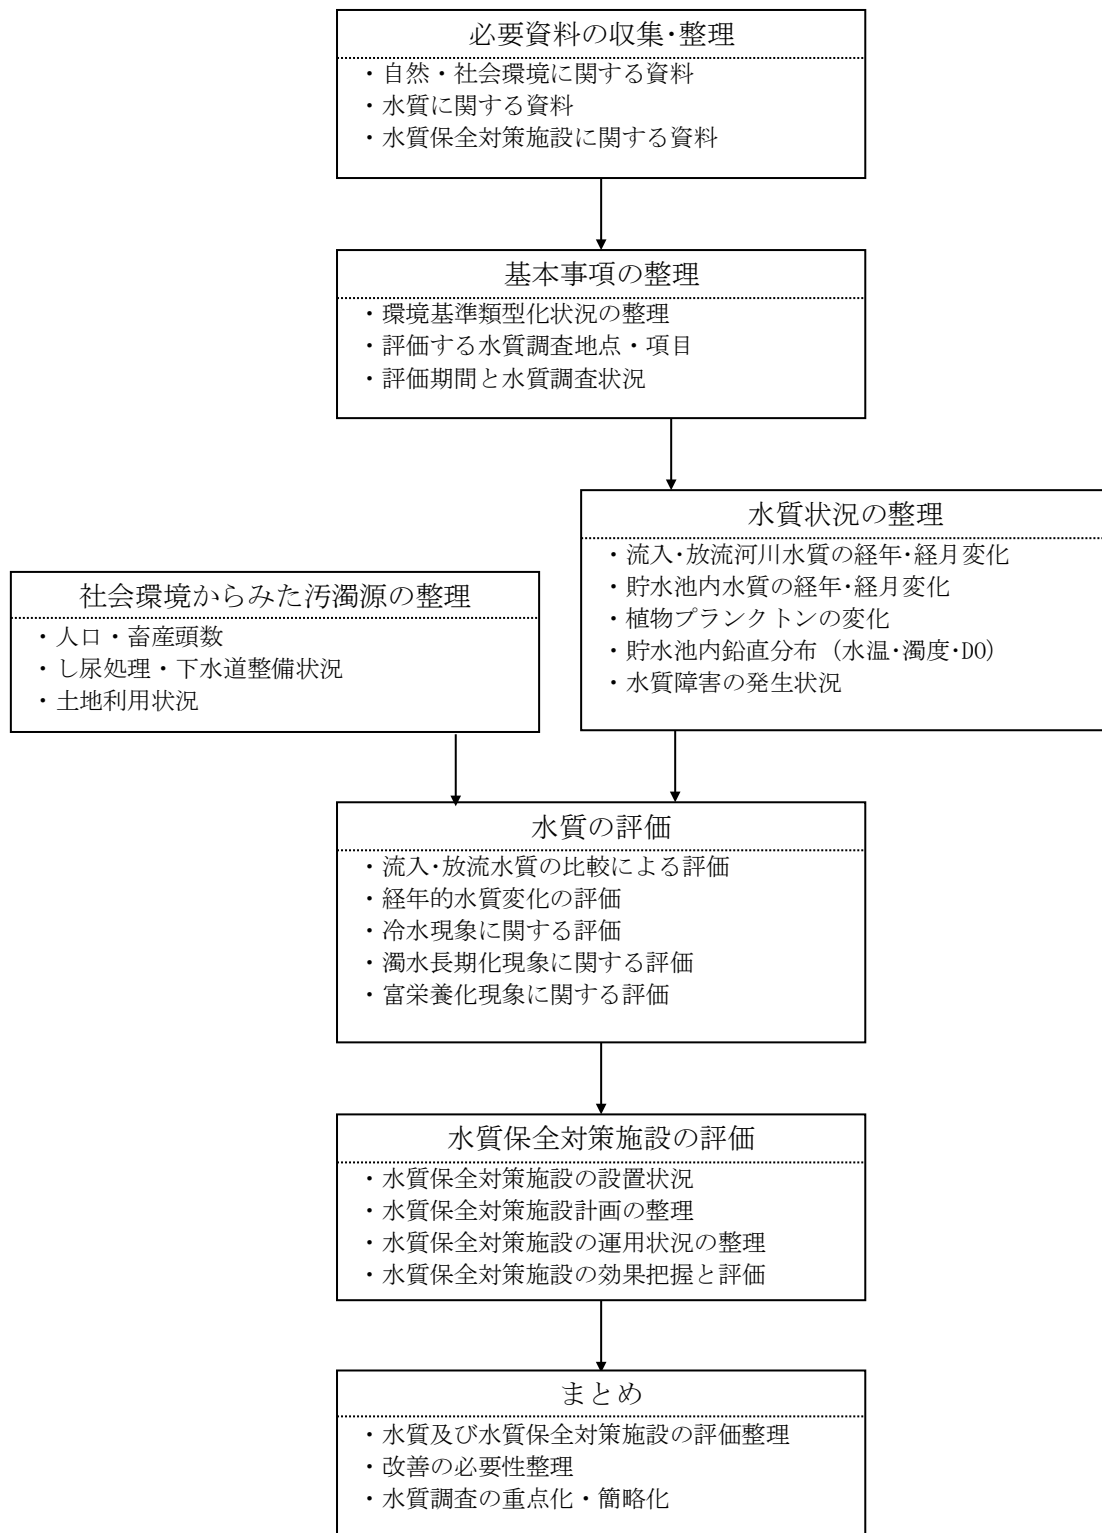 必要資料の収集･整理
・自然・社会環境に関する資料
・水質に関する資料
・水質保全対策施設に関する資料
基本事項の整理
・環境基準類型化状況の整理
・評価する水質調査地点・項目
・評価期間と水質調査状況
水質状況の整理
・流入･放流河川水質の経年･経月変化
・貯水池内水質の経年･経月変化
・植物プランクトンの変化
・貯水池内鉛直分布（水温･濁度･DO）
・水質障害の発生状況
社会環境からみた汚濁源の整理
・人口・畜産頭数
・し尿処理・下水道整備状況
・土地利用状況
水質の評価
・流入･放流水質の比較による評価
・経年的水質変化の評価
・冷水現象に関する評価
・濁水長期化現象に関する評価
・富栄養化現象に関する評価
水質保全対策施設の評価
・水質保全対策施設の設置状況
・水質保全対策施設計画の整理
・水質保全対策施設の運用状況の整理
・水質保全対策施設の効果把握と評価
まとめ
・水質及び水質保全対策施設の評価整理
・改善の必要性整理
・水質調査の重点化・簡略化